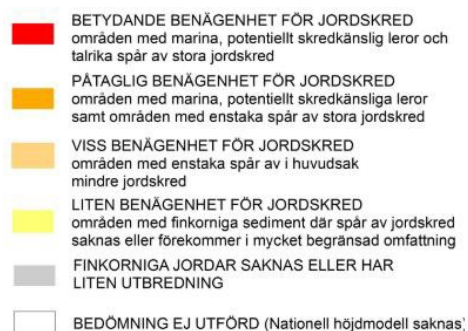 BETYDANDE BENÄGENHET FÖR JORDSKRED
områden med marina, potentiellt skredkänslig leror och
talrika spår av stora jordskred
PÅTAGLIG BENÄGENHET FÖR JORDSKRED
områden med marina, potentiellt skredkänsliga leror
samt områden med enstaka spår av stora jordskred
VISS BENÄGENHET FÖR JORDSKRED
områden med enstaka spår av i huvudsak
mindre jordskred
LITEN BENÄGENHET FÖR JORDSKRED
områden med finkorniga sediment där spår av jordskred
saknas eller förekommer i mycket begränsad omfattning
FINKORNIGA JORDAR SAKNAS ELLER HAR
LITEN UTBREDNING
BEDÖMNING EJ UTFÖRD (Nationell höjdmodell saknas)